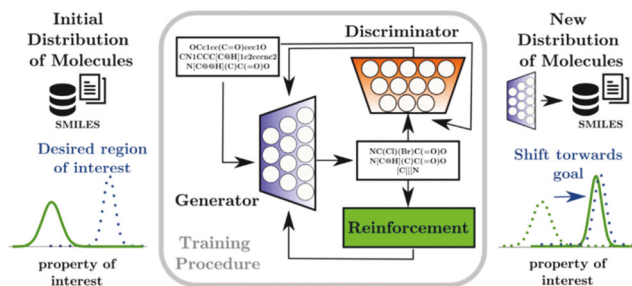 Initial
Distribution
of Molecules
SMILES
Desired region
of interest
property of
interest
OCc1cc(C=O)ccc1O
CN1CCC[C@H]1c2cccnc2
N[C@@H](C)C(=O)O
Discriminator
Generator
NC(Cl)(Br)C(=O)O
N[C@H](C)C(=O)O
[C[[[N
Reinforcement
Training
Procedure
New
Distribution
of Molecules
SMILES
Shift torwards
goal
property of
interest